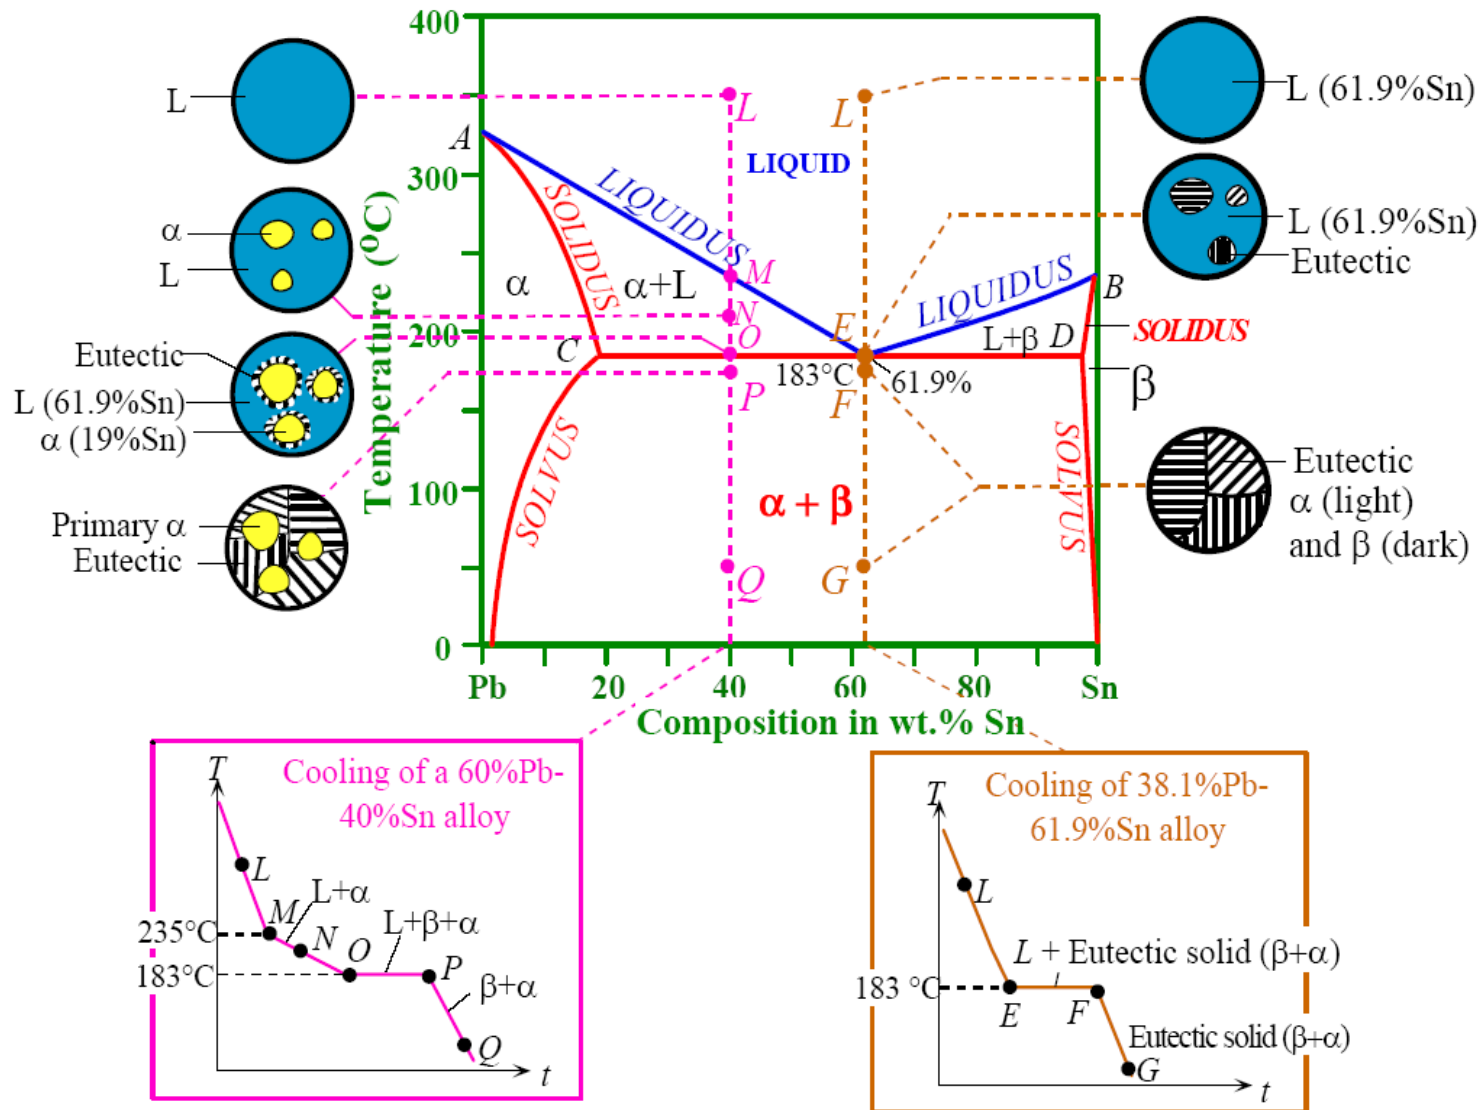 400
300
200
100
0
Temperature (°C)
Pb
20
40
60
80
Sn
Composition in wt.% Sn
L
α
L
Eutectic
L (61.9%Sn)
α (19%Sn)
Primary α
Eutectic
A
C
α
SOLIDUS
α+L
LIQUIDUS
SOLVUS
L
M
N
O
P
Q
LIQUID
L
E
183°C
61.9%
F
G
α + β
LIQUIDUS
L+β
D
B
SOLIDUS
β
SOLVUS
L (61.9%Sn)
L (61.9%Sn)
Eutectic
Eutectic
α (light)
and β (dark)
Cooling of a 60%Pb-
40%Sn alloy
T
L
M
L+α
N
O
L+β+α
P
β+α
Q
235°C
183°C
t
Cooling of 38.1%Pb-
61.9%Sn alloy
T
L
L + Eutectic solid (β+α)
183 °C
E
F
Eutectic solid (β+α)
G
t